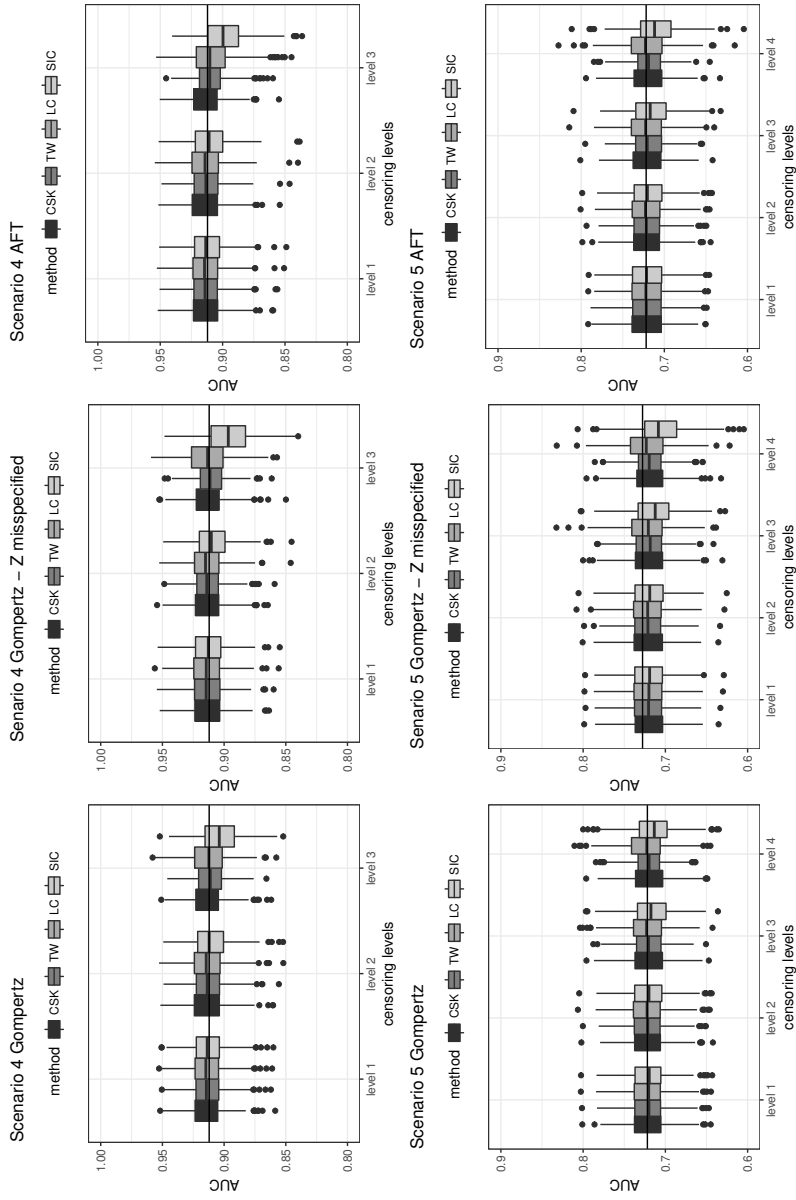 Scenario 4 Gompertz
method CSK TW LC SIC
1.00
0.95
0.90
0.85
0.80
AUC
level 1 level 2 level 3
censoring levels
Senario 4 Gompertz – Z misspecified
method CSK TW LC SIC
1.00
0.95
0.90
0.85
0.80
AUC
level 1 level 2 level 3
censoring levels
Scenario 4 AFT
method CSK TW LC SIC
1.00
0.95
0.90
0.85
0.80
AUC
level 1 level 2 level 3
censoring levels
Scenario 5 Gompertz
method CSK TW LC SIC
0.9
0.8
0.7
0.6
AUC
level 1 level 2 level 3 level 4
censoring levels
Senario 5 Gompertz – Z misspecified
method CSK TW LC SIC
0.9
0.8
0.7
0.6
AUC
level 1 level 2 level 3 level 4
censoring levels
Scenario 5 AFT
method CSK TW LC SIC
0.9
0.8
0.7
0.6
AUC
level 1 level 2 level 3 level 4
censoring levels